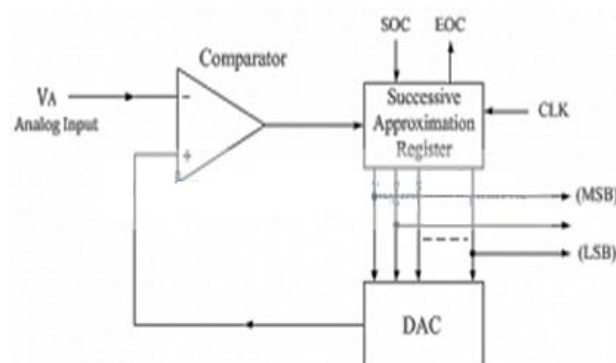 SOC EOC
Comparator
VA
Analog Input
−
+
Successive
Approximation
Register
CLK
(MSB)
(LSB)
DAC